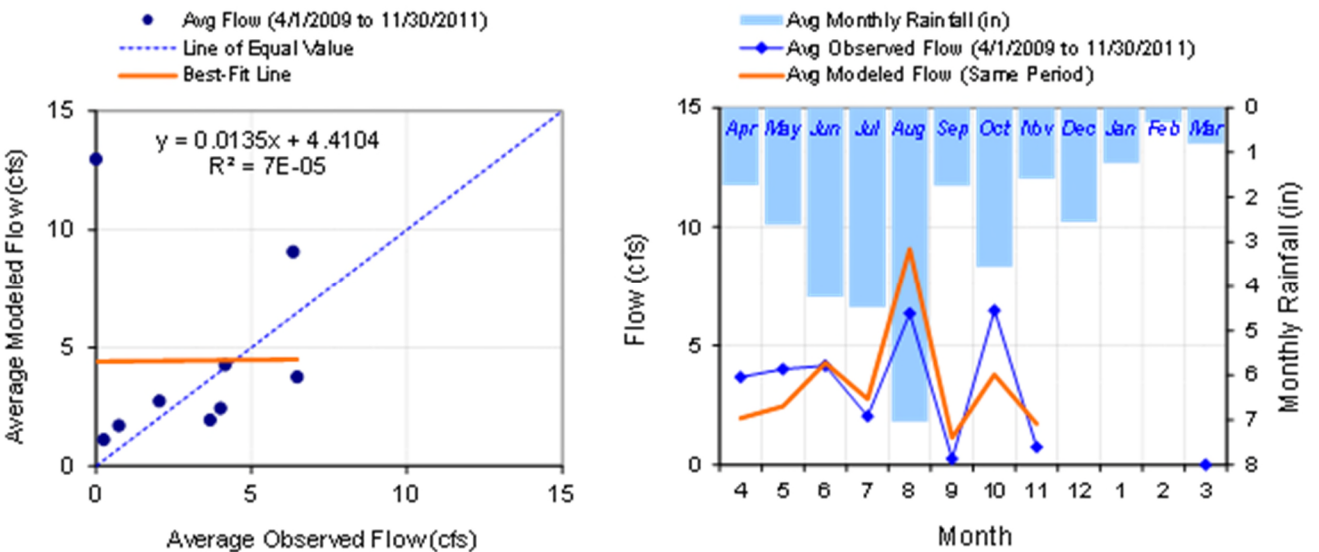 Avg Flow (4/1/2009 to 11/30/2011)
Line of Equal Value
Best-Fit Line
15
10
5
0
y = 0.0135x + 4.4104
R² = 7E-05
0
5
10
15
Average Modeled Flow (cfs)
Average Observed Flow (cfs)
Avg Monthly Rainfall (in)
Avg Observed Flow (4/1/2009 to 11/30/2011)
Avg Modeled Flow (Same Period)
15
10
5
0
Apr May Jun Jul Aug Sep Oct Nov Dec Jan Feb Mar
0
1
2
3
4
5
6
7
8
4 5 6 7 8 9 10 11 12 1 2 3
Flow (cfs)
Monthly Rainfall (in)
Month